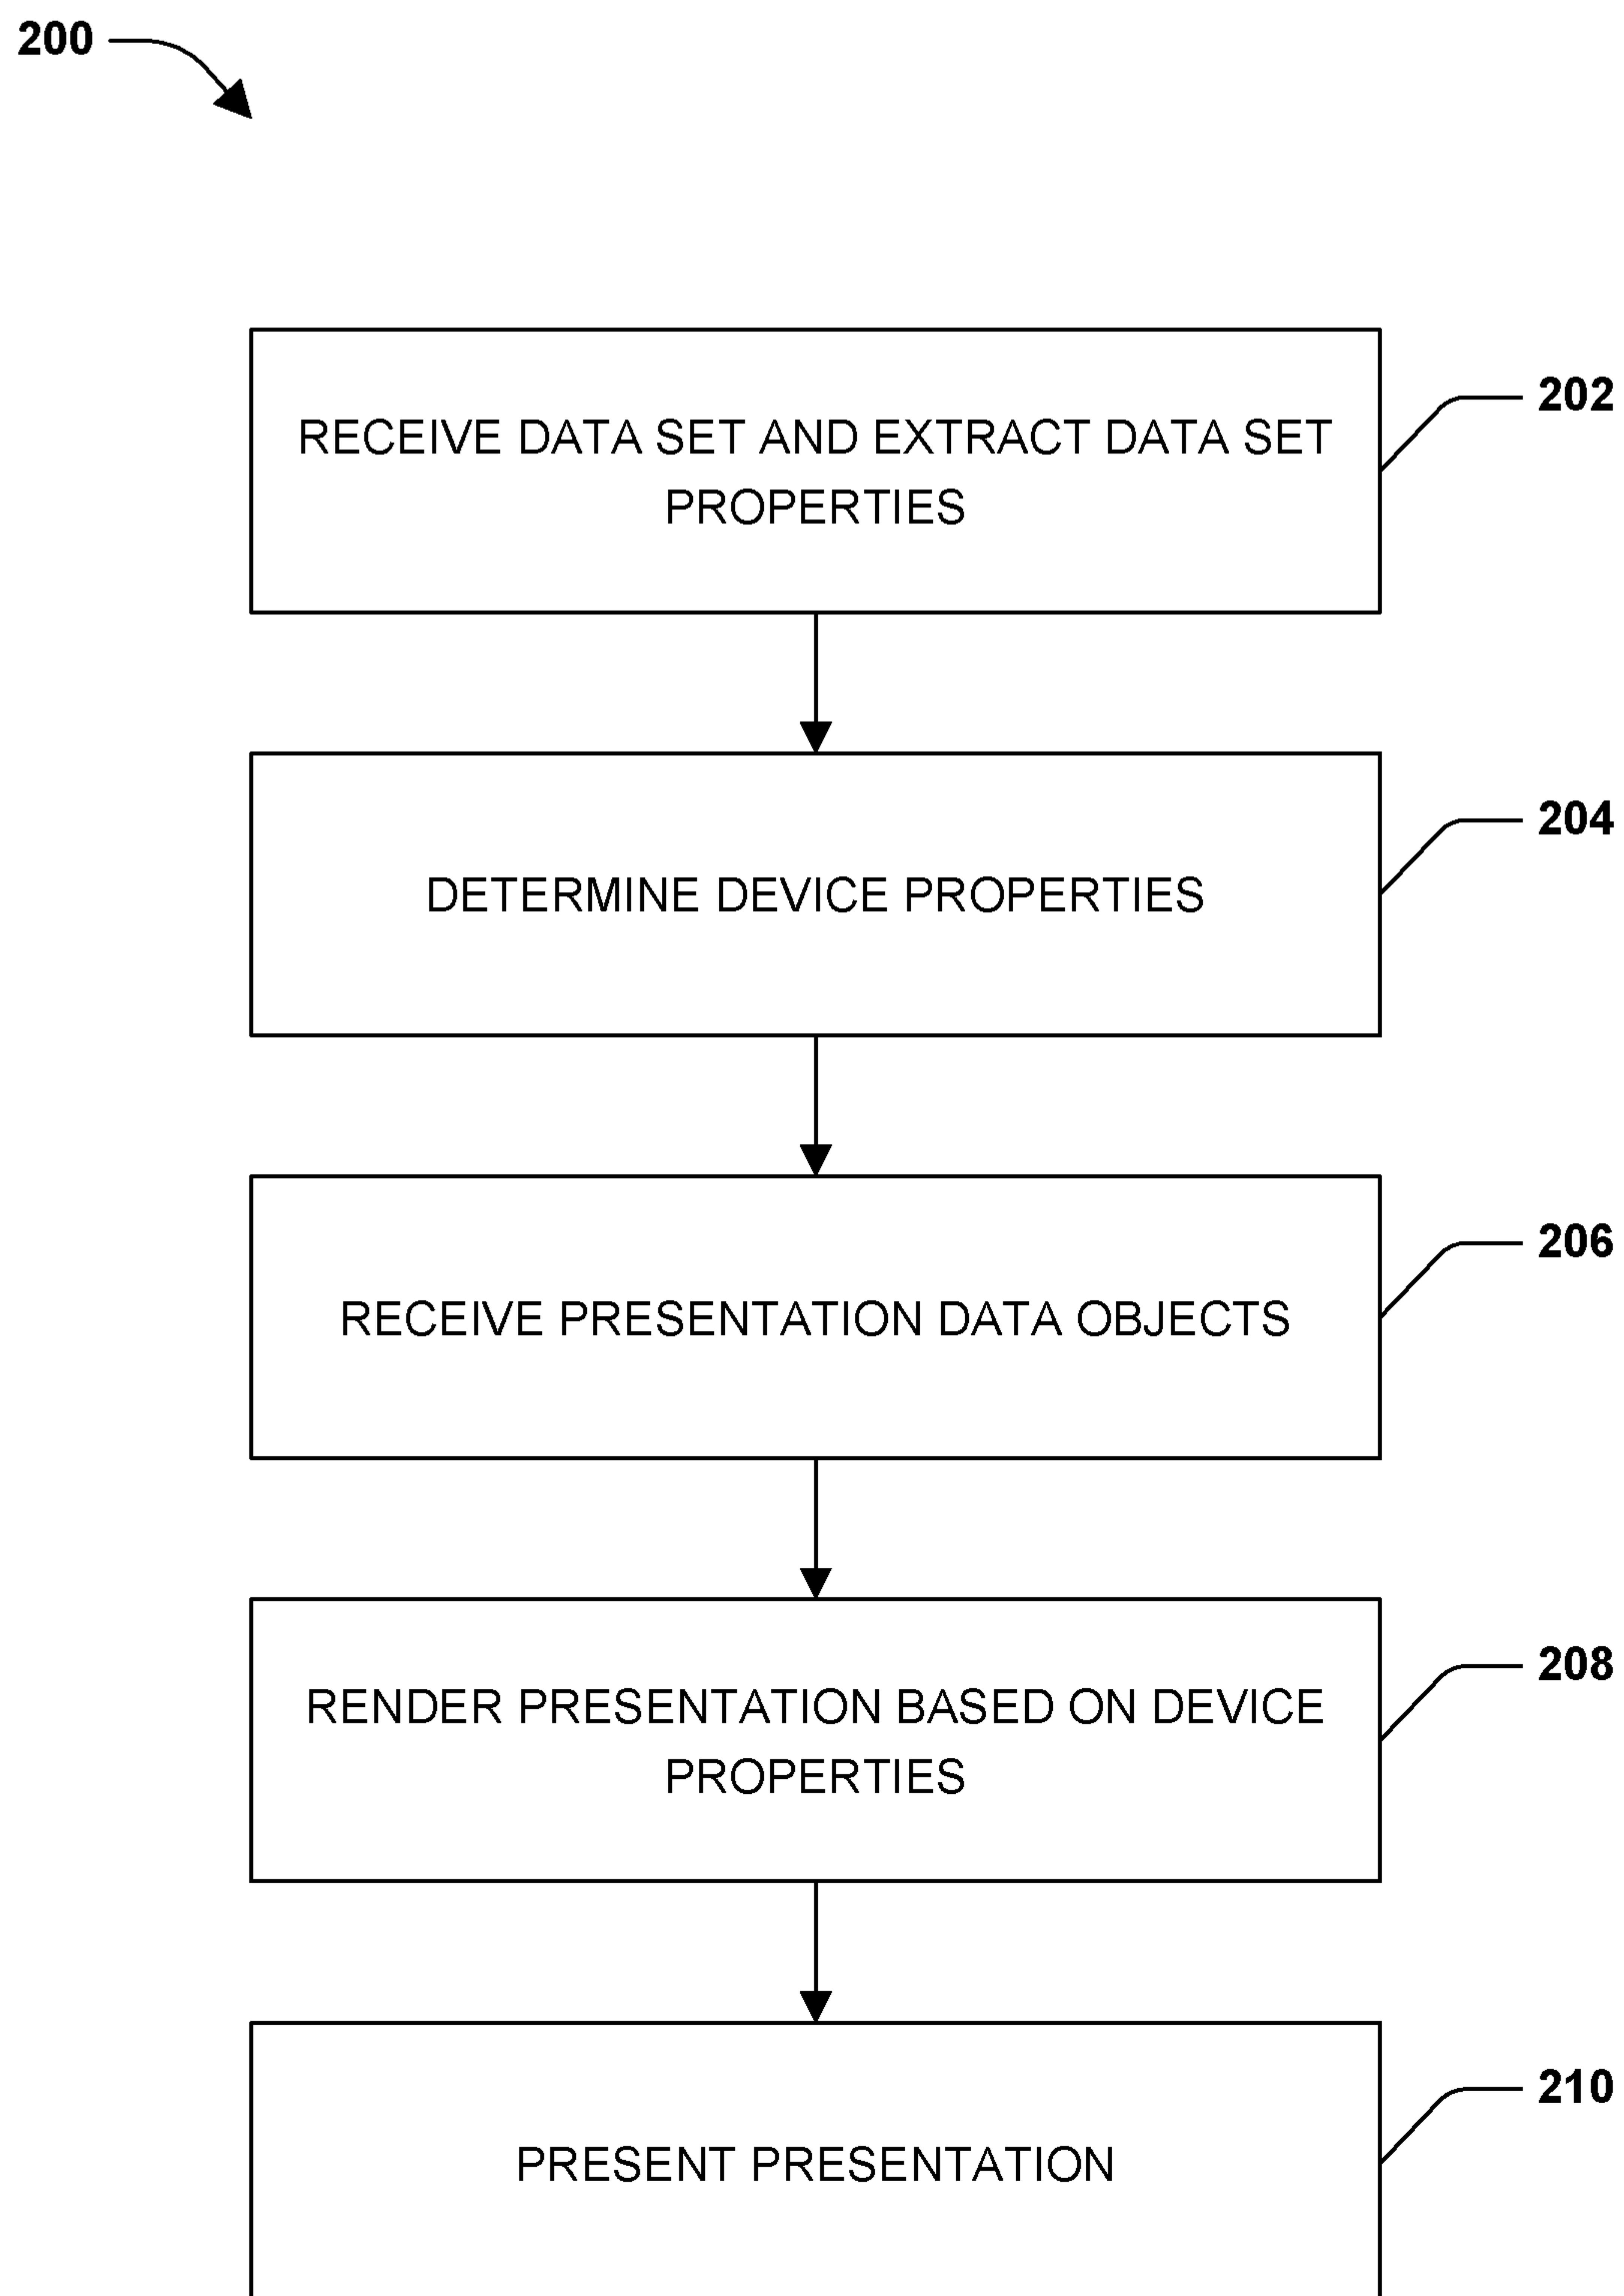 200
RECEIVE DATA SET AND EXTRACT DATA SET
PROPERTIES
202
DETERMINE DEVICE PROPERTIES
204
RECEIVE PRESENTATION DATA OBJECTS
206
RENDER PRESENTATION BASED ON DEVICE
PROPERTIES
208
PRESENT PRESENTATION
210